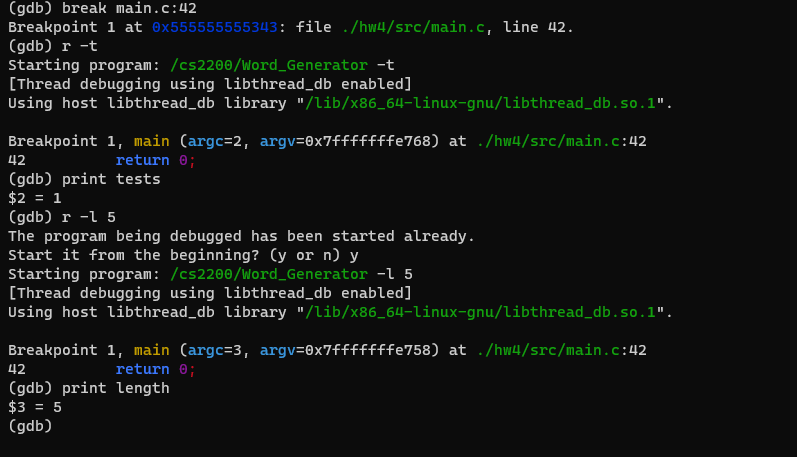 (gdb) break main.c:42
Breakpoint 1 at 0x555555555343: file ./hw4/src/main.c, line 42.
(gdb) r -t
Starting program: /cs2200/Word_Generator -t
[Thread debugging using libthread_db enabled]
Using host libthread_db library "/lib/x86_64-linux-gnu/libthread_db.so.1".

Breakpoint 1, main (argc=2, argv=0x7fffffffe768) at ./hw4/src/main.c:42
42          return 0;
(gdb) print tests
$2 = 1
(gdb) r -l 5
The program being debugged has been started already.
Start it from the beginning? (y or n) y
Starting program: /cs2200/Word_Generator -l 5
[Thread debugging using libthread_db enabled]
Using host libthread_db library "/lib/x86_64-linux-gnu/libthread_db.so.1".

Breakpoint 1, main (argc=3, argv=0x7fffffffe758) at ./hw4/src/main.c:42
42          return 0;
(gdb) print length
$3 = 5
(gdb)